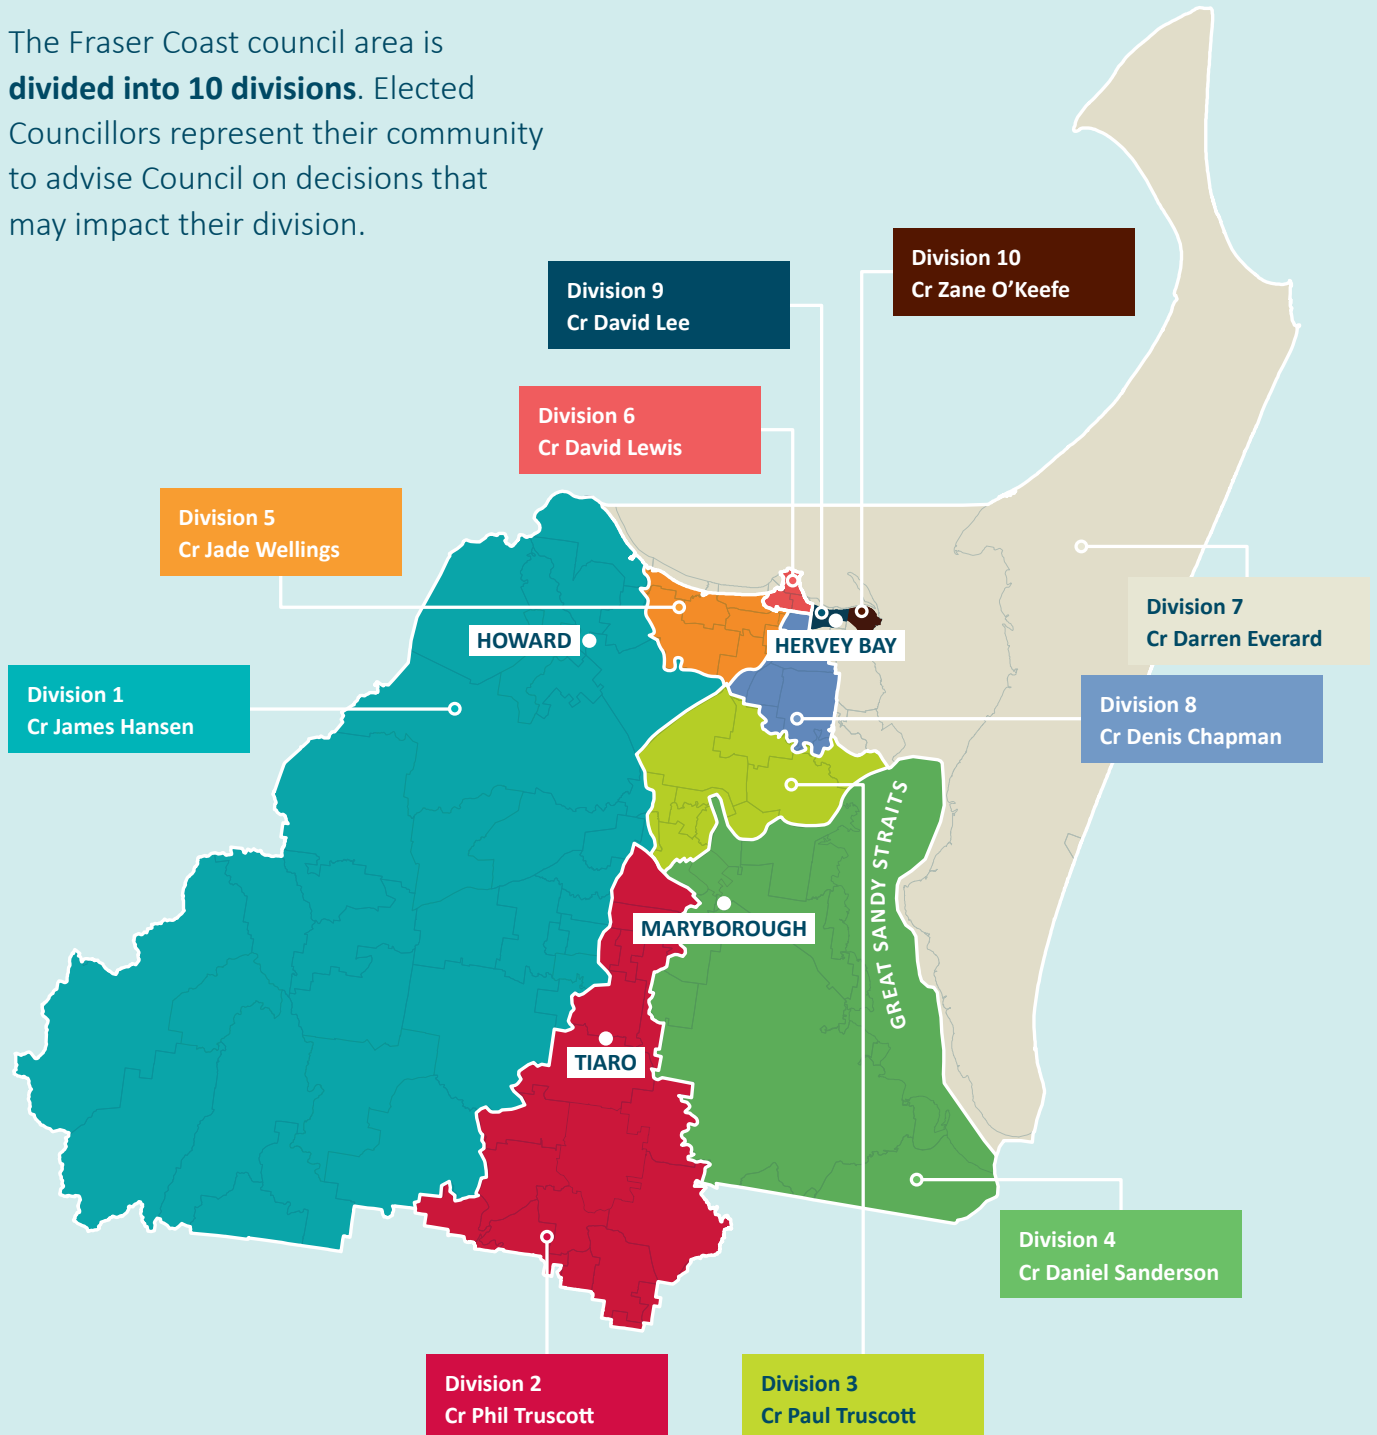 The Fraser Coast council area is
divided into 10 divisions. Elected
Councillors represent their community
to advise Council on decisions that
may impact their division.
Division 10
Cr Zane O'Keefe
Division 9
Cr David Lee
Division 6
Cr David Lewis
Division 5
Cr Jade Wellings
Division 7
Cr Darren Everard
HOWARD
HERVEY BAY
Division 1
Cr James Hansen
Division 8
Cr Denis Chapman
GREAT SANDY STRAITS
MARYBOROUGH
TIARO
Division 4
Cr Daniel Sanderson
Division 2
Cr Phil Truscott
Division 3
Cr Paul Truscott